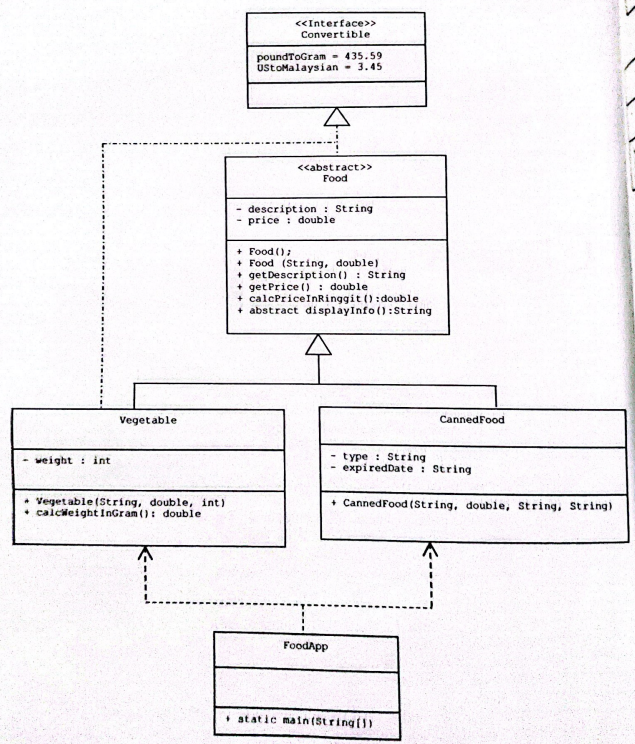 <<Interface>>
Convertible
poundToGram = 435.59
UStoMalaysian = 3.45
<<abstract>>
Food
- description : String
- price : double
+ Food();
+ Food (String, double)
+ getDescription() : String
+ getPrice() : double
+ calcPriceInRinggit():double
+ abstract displayInfo():String
Vegetable
- weight : int
+ Vegetable(String, double, int)
+ calcWeightInGram(): double
CannedFood
- type : String
- expiredDate : String
+ CannedFood(String, double, String, String)
FoodApp
+ static main(String[])